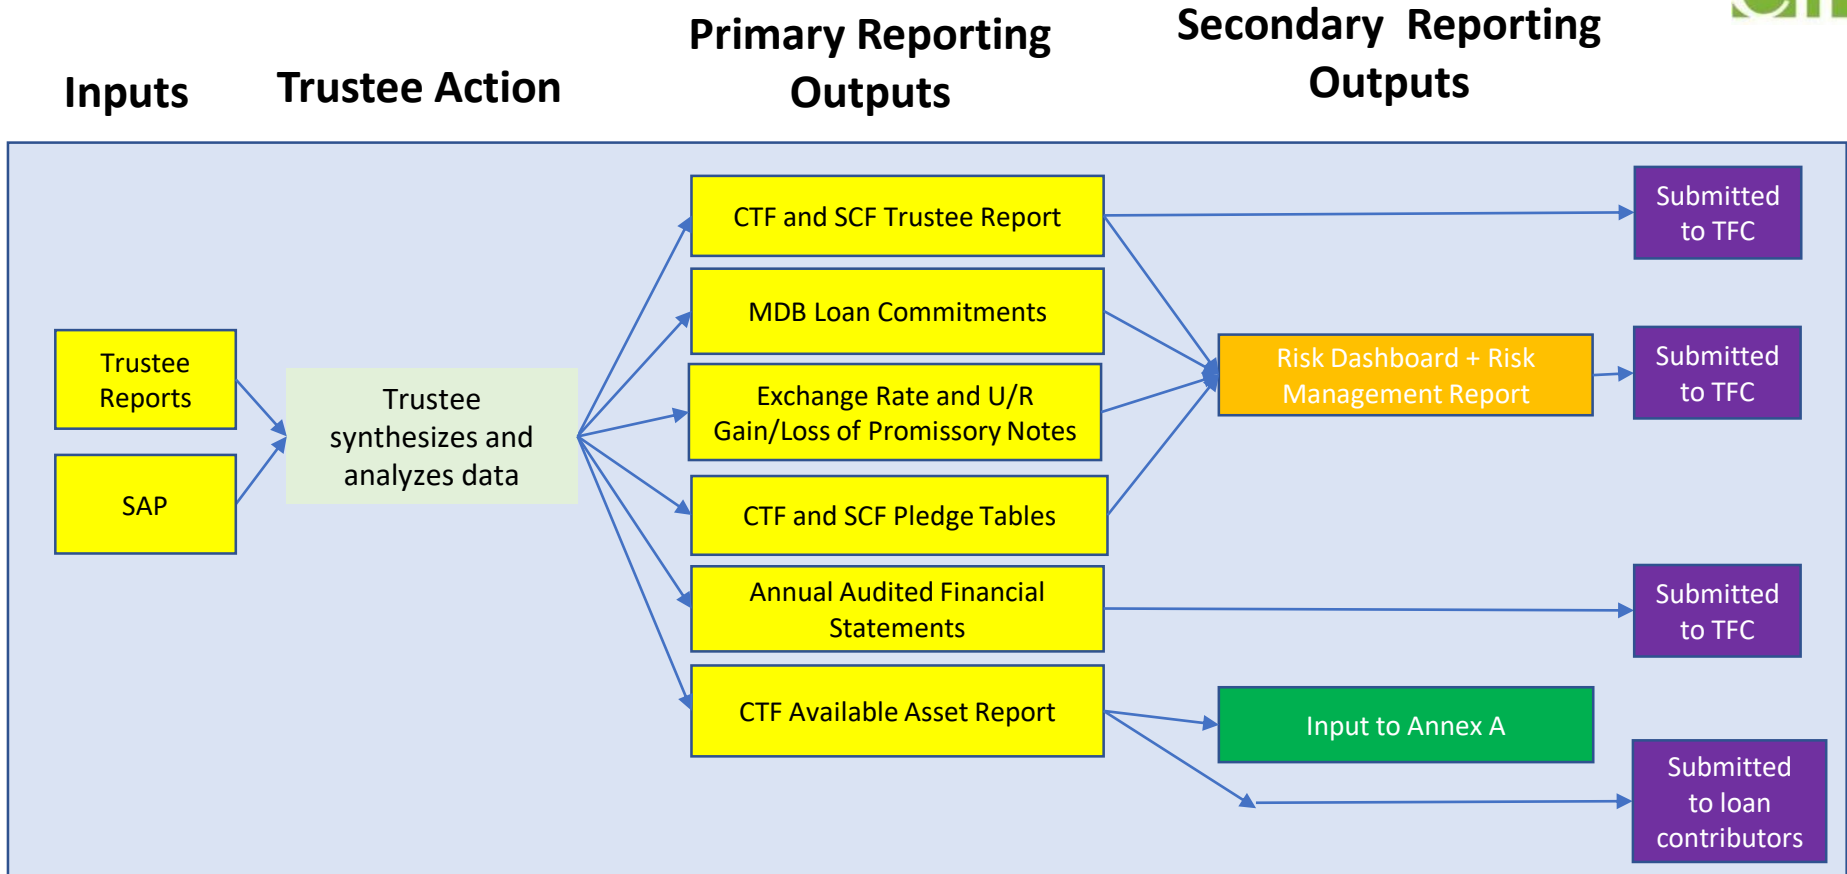 Primary Reporting
Outputs
Secondary Reporting
Outputs
Inputs
Trustee Action
CTF and SCF Trustee Report
Submitted
to TFC
MDB Loan Commitments
Trustee
Reports
Trustee
synthesizes and
analyzes data
Exchange Rate and U/R
Gain/Loss of Promissory Notes
Risk Dashboard + Risk
Management Report
Submitted
to TFC
SAP
CTF and SCF Pledge Tables
Annual Audited Financial
Statements
Submitted
to TFC
CTF Available Asset Report
Input to Annex A
Submitted
to loan
contributors